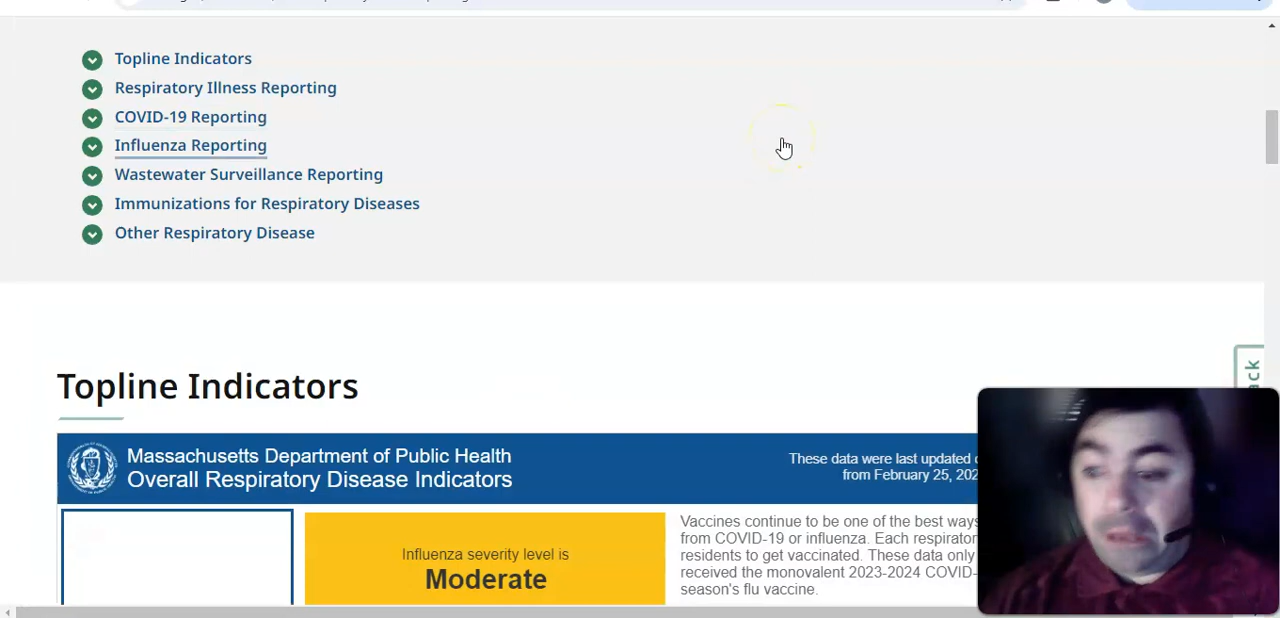 Topline Indicators
Respiratory Illness Reporting
COVID-19 Reporting
Influenza Reporting
Wastewater Surveillance Reporting
Immunizations for Respiratory Diseases
Other Respiratory Disease
Topline Indicators
Massachusetts Department of Public Health
Overall Respiratory Disease Indicators
These data were last updated
from February 25,
Influenza severity level is
Moderate
Vaccines continue to be one of the best ways
from COVID-19 or influenza. Each
residents to get vaccinated. These data only
received the monovalent 2023-2024 COVID-
season's flu vaccine.